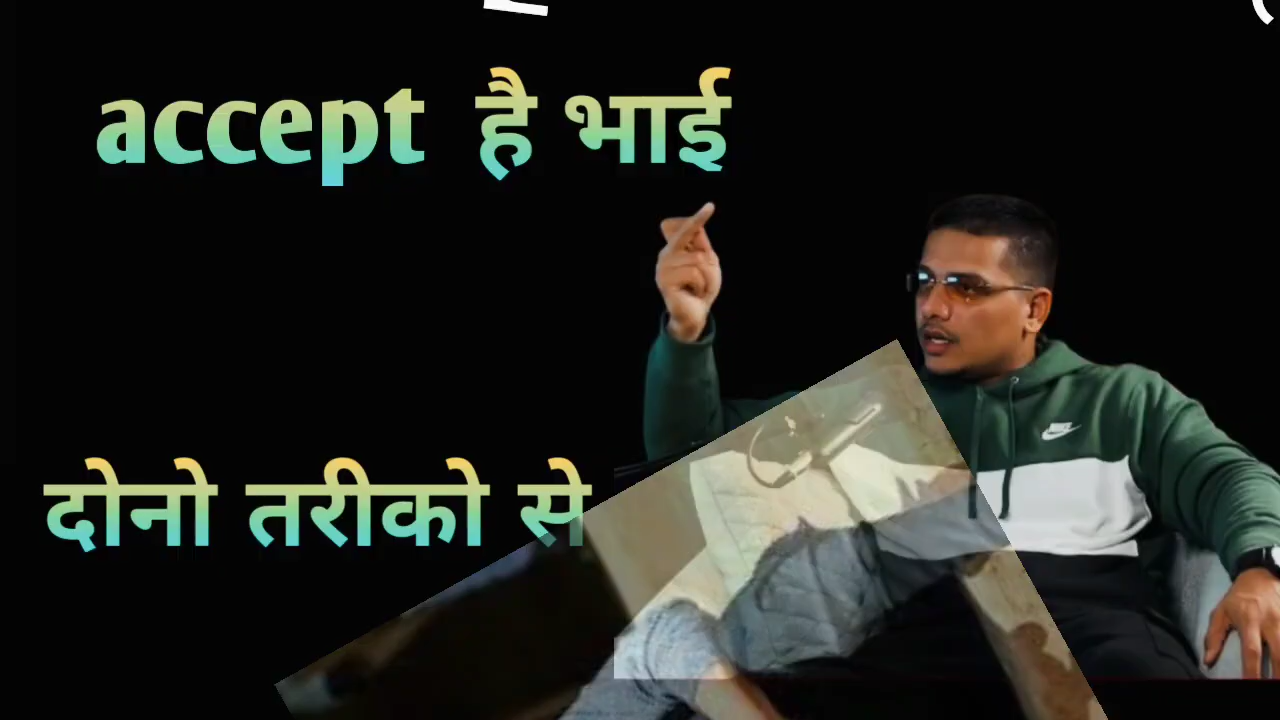 accept है भाई
दोनो तरीको से